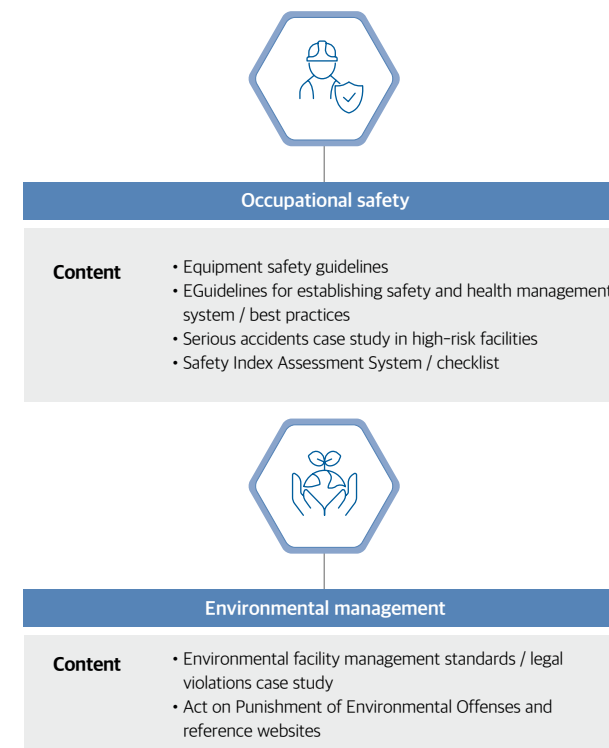 Occupational safety
Content
• Equipment safety guidelines
• EGuidelines for establishing safety and health management
system / best practices
• Serious accidents case study in high-risk facilities
• Safety Index Assessment System / checklist
Environmental management
Content
• Environmental facility management standards / legal
violations case study
• Act on Punishment of Environmental Offenses and
reference websites